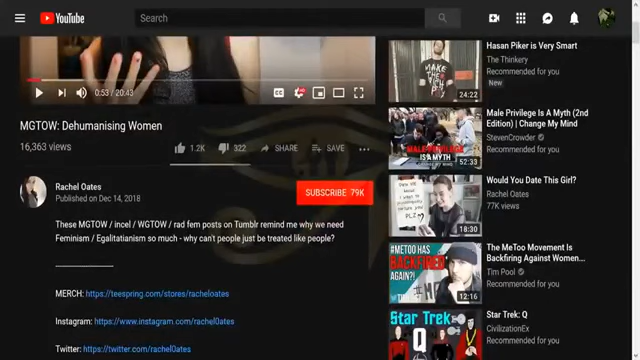 YouTube
Search
0:53 / 20:43
CC
HD
MGTOW: Dehumanising Women
16,363 views
1.2K
322
SHARE
SAVE
Rachel Oates
Published on Dec 14, 2018
SUBSCRIBE 79K
These MGTOW / incel / WGTOW / rad fem posts on Tumblr remind me why we need
Feminism / Egalitatianism so much - why can't people just be treated like people?
MERCH: https://teespring.com/stores/racheloates
Instagram: https://www.instagram.com/rachel0ates
Twitter: https://twitter.com/rachel0ates
MAKE THE
24:22
Hasan Piker is Very Smart
The Thinkery
Recommended for you
New
MALE PRIVILEGE
IS A MYTH
52:33
Male Privilege Is A Myth (2nd
Edition) | Change My Mind
StevenCrowder
Recommended for you
18:30
Would You Date This Girl?
Rachel Oates
77K views
#METOO HAS
BACKFIRED
AGAIN?!
12:16
The MeToo Movement Is
Backfiring Against Women...
Tim Pool
Recommended for you
Star Trek
Q
Star Trek: Q
CivilizationEx
Recommended for you